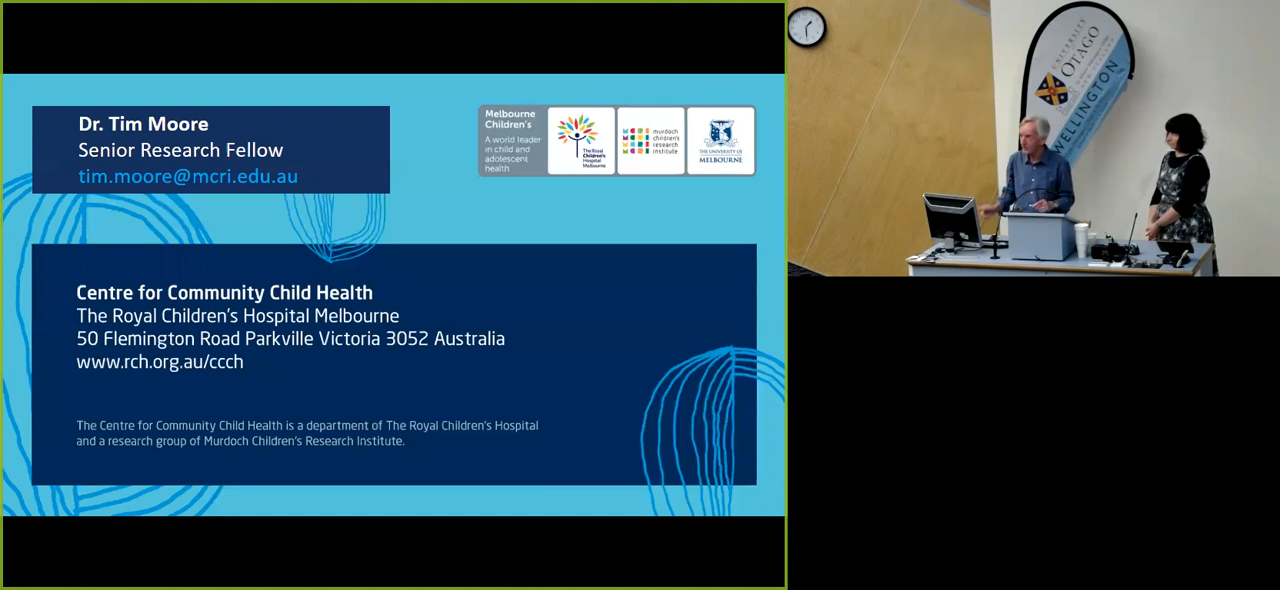 Dr. Tim Moore
Senior Research Fellow
tim.moore@mcri.edu.au
Melbourne
Children's
A world leader
in child and
adolescent
health
The Royal
Children's
Hospital
Melbourne
murdoch
children's
research
institute
THE UNIVERSITY OF
MELBOURNE
Centre for Community Child Health
The Royal Children's Hospital Melbourne
50 Flemington Road Parkville Victoria 3052 Australia
www.rch.org.au/ccch
The Centre for Community Child Health is a department of The Royal Children's Hospital
and a research group of Murdoch Children's Research Institute.
UNIVERSITY
OTAGO
WELLINGTON